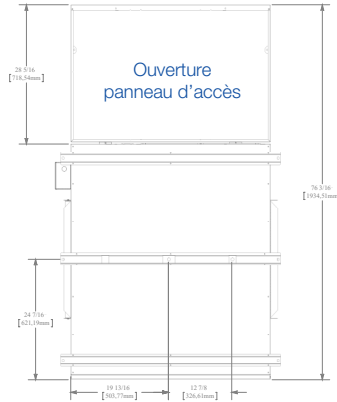 28 5/16
[718,54mm]
Ouverture
panneau d’accès
76 3/16
[1934,51mm]
24 7/16
[621,19mm]
19 13/16
[503,77mm]
12 7/8
[326,61mm]